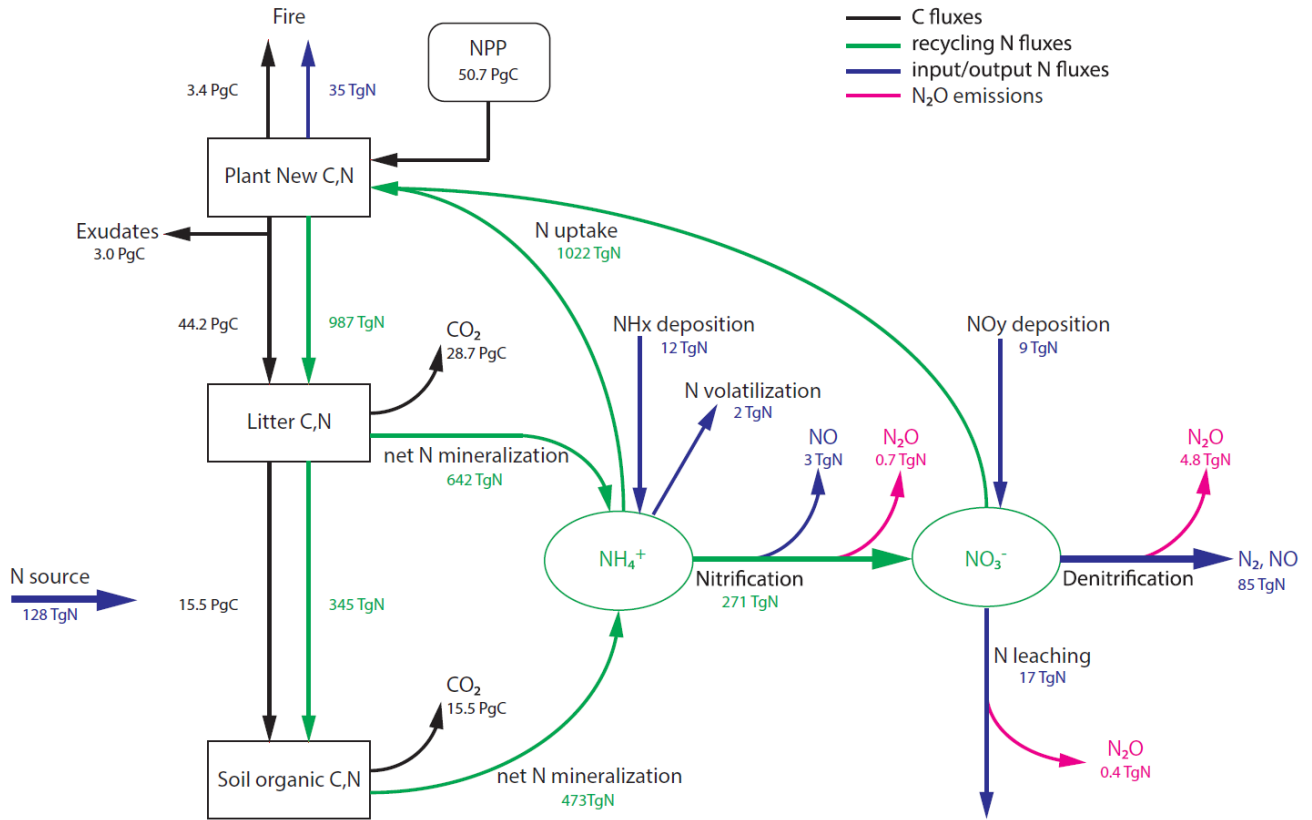 Fire
C fluxes
recycling N fluxes
input/output N fluxes
N₂O emissions
NPP
50.7 PgC
3.4 PgC
35 TgN
Plant New C,N
Exudates
3.0 PgC
N uptake
1022 TgN
44.2 PgC
987 TgN
CO₂
28.7 PgC
NHx deposition
12 TgN
NOy deposition
9 TgN
N volatilization
2 TgN
Litter C,N
net N mineralization
642 TgN
NO
3 TgN
N₂O
0.7 TgN
N₂O
4.8 TgN
NH₄⁺
Nitrification
271 TgN
NO₃⁻
Denitrification
N₂, NO
85 TgN
N source
128 TgN
15.5 PgC
345 TgN
N leaching
17 TgN
CO₂
15.5 PgC
Soil organic C,N
net N mineralization
473TgN
N₂O
0.4 TgN